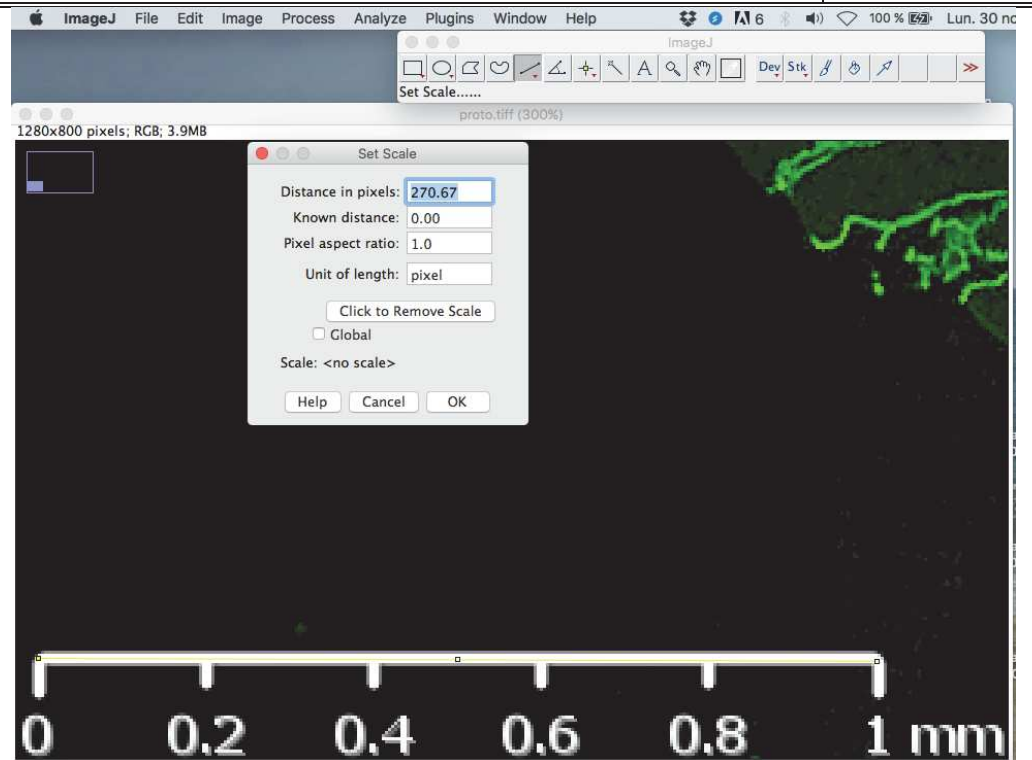 ImageJ File Edit Image Process Analyze Plugins Window Help 6 100 % Lun. 30 no
ImageJ
A Dev Stk >>
Set Scale......
proto.tiff (300%)
1280x800 pixels; RGB; 3.9MB
Set Scale
Distance in pixels: 270.67
Known distance: 0.00
Pixel aspect ratio: 1.0
Unit of length: pixel
Click to Remove Scale
Global
Scale: <no scale>
Help Cancel OK
0 0.2 0.4 0.6 0.8 1 mm